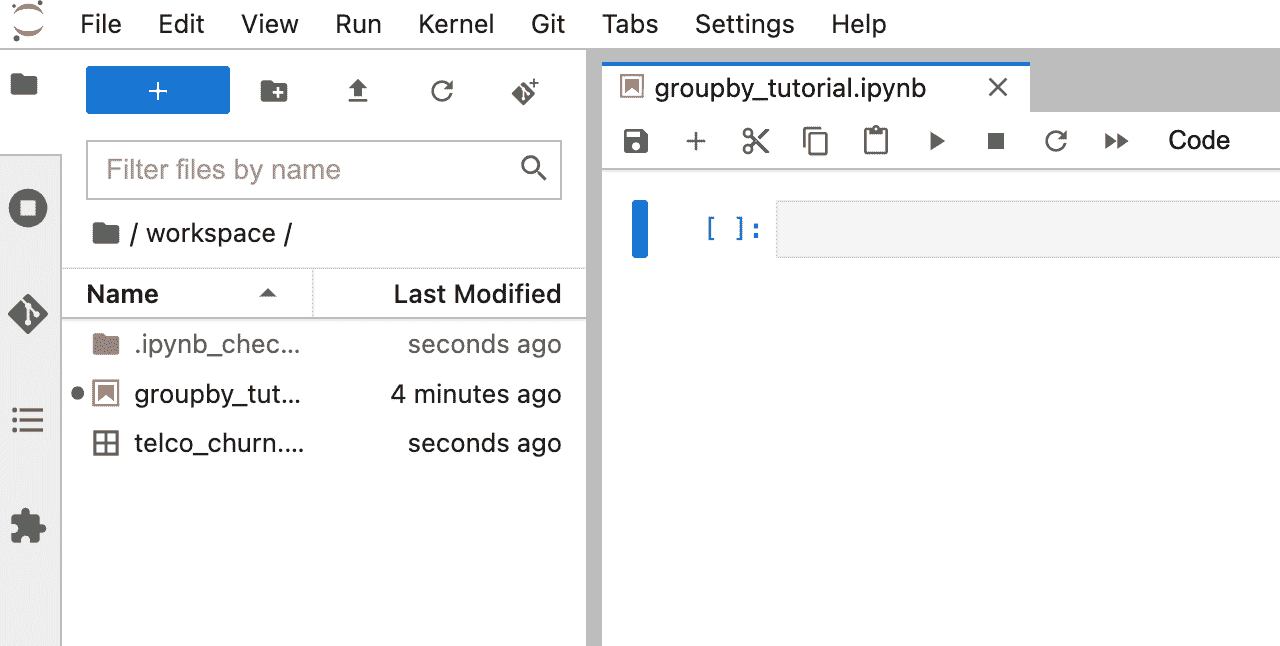 File Edit View Run Kernel Git Tabs Settings Help
+
groupby_tutorial.ipynb
Code
Filter files by name
/ workspace /
[ ]:
Name Last Modified
.ipynb_chec... seconds ago
groupby_tut... 4 minutes ago
telco_churn.... seconds ago